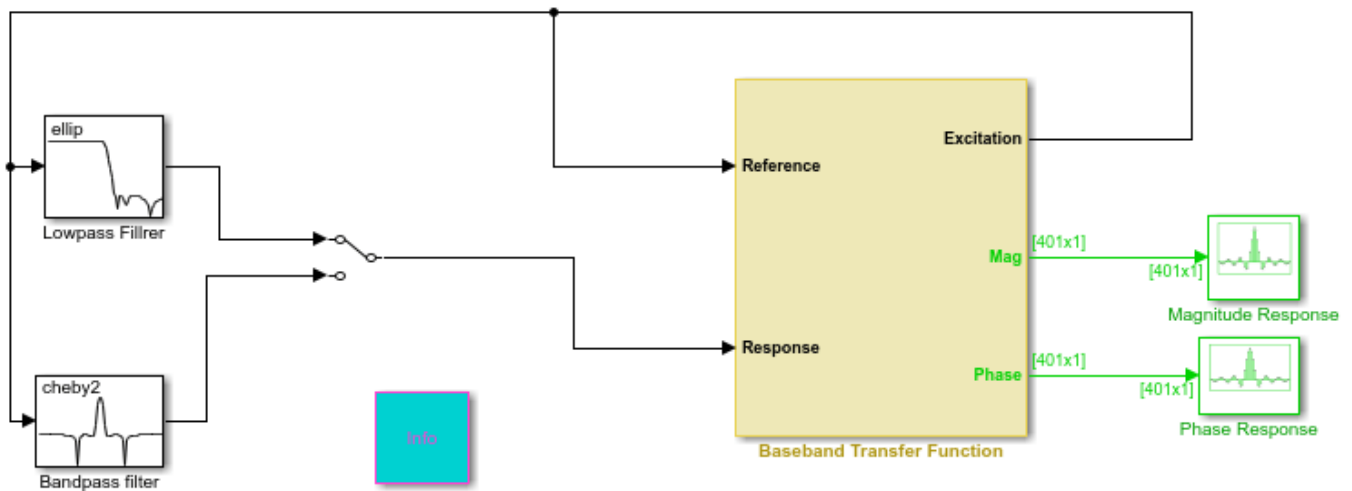 ellip
Lowpass Fillrer
cheby2
Bandpass filter
Info
Reference
Response
Excitation
Mag
Phase
Baseband Transfer Function
[401x1]
[401x1]
Magnitude Response
[401x1]
[401x1]
Phase Response